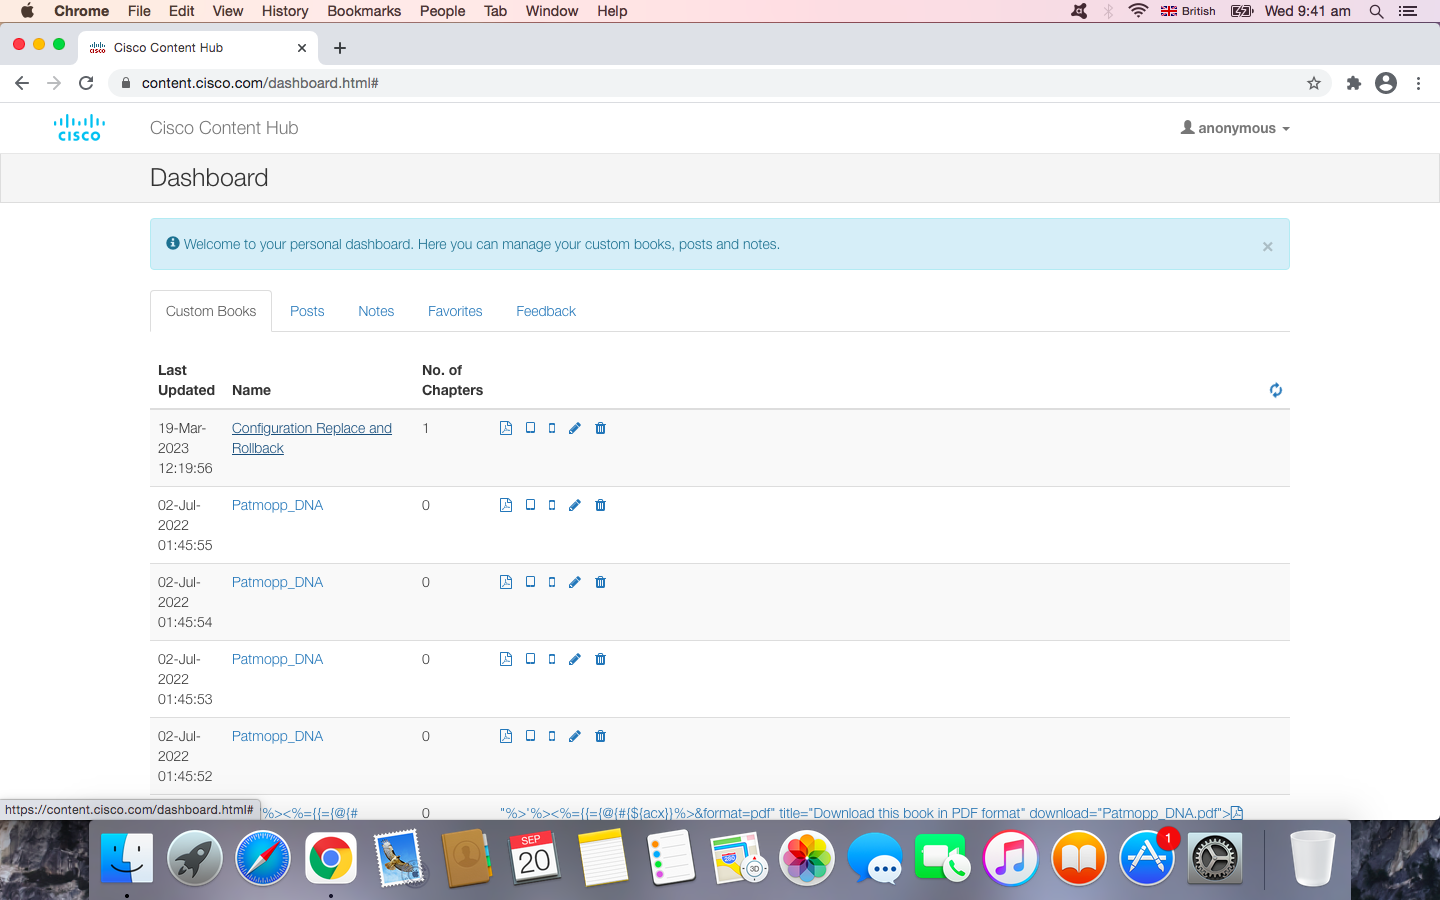 Chrome File Edit View History Bookmarks People Tab Window Help British Wed 9:41 am
Cisco Content Hub
content.cisco.com/dashboard.html#
cisco Cisco Content Hub anonymous
Dashboard
Welcome to your personal dashboard. Here you can manage your custom books, posts and notes. ×
Custom Books Posts Notes Favorites Feedback
Last Updated Name No. of Chapters
19-Mar-
2023
12:19:56
Configuration Replace and
Rollback
1
02-Jul-
2022
01:45:55
Patmopp_DNA
0
02-Jul-
2022
01:45:54
Patmopp_DNA
0
02-Jul-
2022
01:45:53
Patmopp_DNA
0
02-Jul-
2022
01:45:52
Patmopp_DNA
0
https://content.cisco.com/dashboard.html#
'%><%={{={@{#
0
"%>'%><%={{={@{#{${acx}}%>&format=pdf" title="Download this book in PDF format" download="Patmopp_DNA.pdf">
SEP
20
280
3D
1